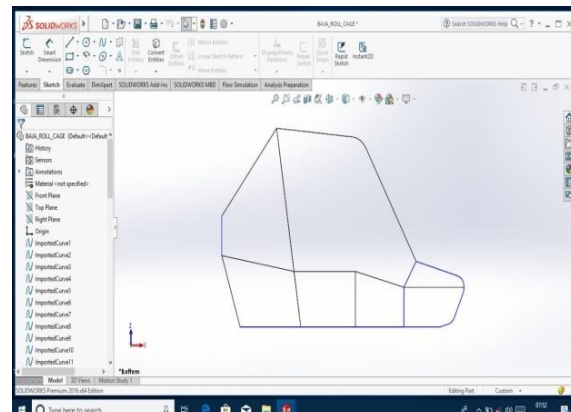 SOLIDWORKS
BAJA_ROLL_CAGE *
Search SOLIDWORKS Help
Sketch
Smart Dimension
Trim Entities
Convert Entities
Offset Entities
Mirror Entities
Linear Sketch Pattern
Move Entities
Display/Delete Relations
Repair Sketch
Quick Snaps
Rapid Sketch
Instant2D
Features
Sketch
Evaluate
DimXpert
SOLIDWORKS Add-Ins
SOLIDWORKS MBD
Flow Simulation
Analysis Preparation
BAJA_ROLL_CAGE (Default<<Default
History
Sensors
Annotations
Material <not specified>
Front Plane
Top Plane
Right Plane
Origin
ImportedCurve1
ImportedCurve2
ImportedCurve3
ImportedCurve4
ImportedCurve5
ImportedCurve6
ImportedCurve7
ImportedCurve8
ImportedCurve9
ImportedCurve10
ImportedCurve11
*Bottom
Model
3D Views
Motion Study 1
SOLIDWORKS Premium 2016 x64 Edition
Editing Part
Custom
Type here to search
07:52